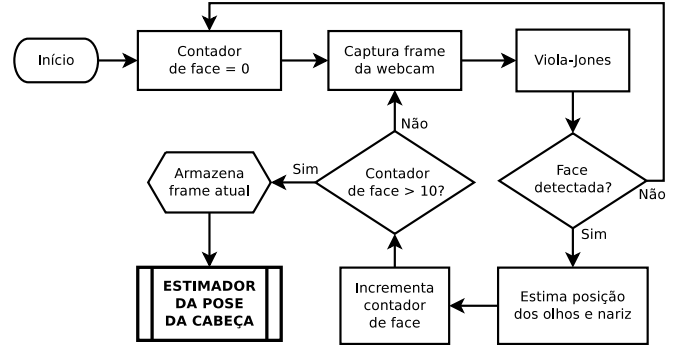 Início
Contador
de face = 0
Captura frame
da webcam
Viola-Jones
Face
detectada?
Não
Sim
Estima posição
dos olhos e nariz
Incrementa
contador
de face
Contador
de face > 10?
Não
Sim
Armazena
frame atual
ESTIMADOR
DA POSE
DA CABEÇA